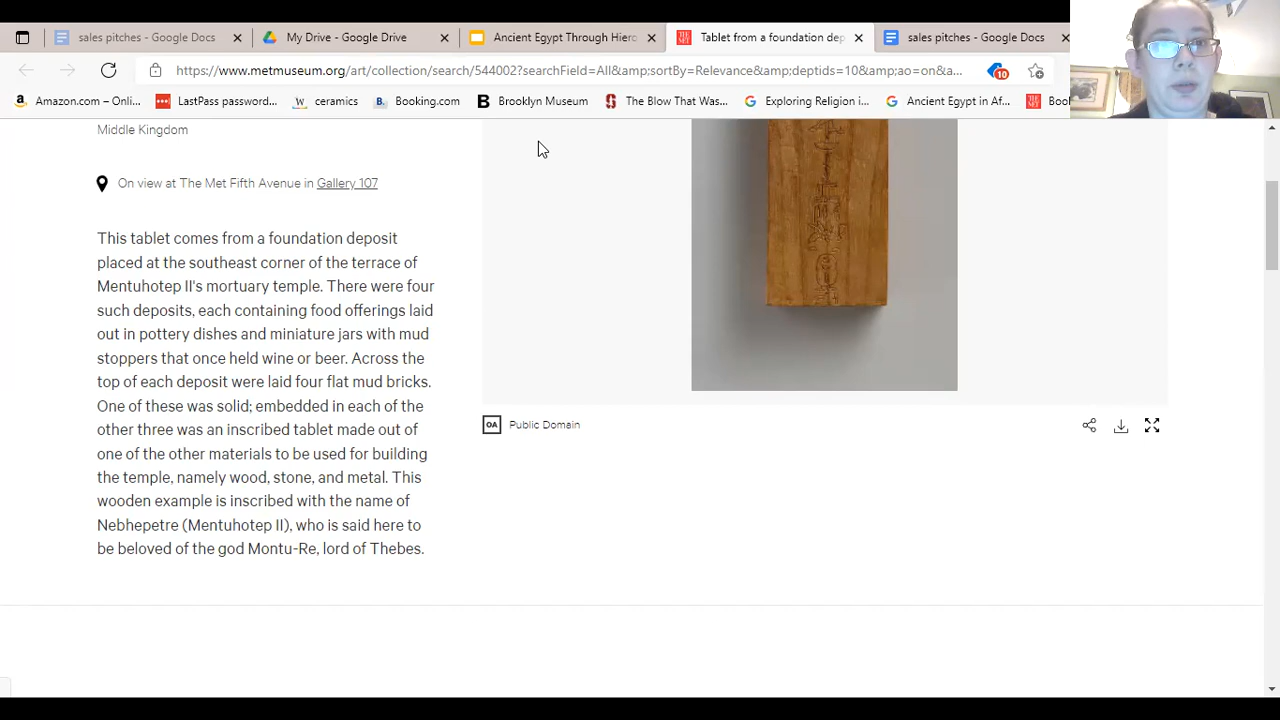 sales pitches - Google Docs
My Drive - Google Drive
Ancient Egypt Through Hiero
Tablet from a foundation dep
sales pitches - Google Docs
https://www.metmuseum.org/art/collection/search/544002?searchField=All&amp;sortBy=Relevance&amp;deptids=10&amp;ao=on&a...
10
Amazon.com – Onli...
LastPass password...
ceramics
Booking.com
Brooklyn Museum
The Blow That Was...
Exploring Religion i...
Ancient Egypt in Af...
THE MET
Boo
Middle Kingdom
On view at The Met Fifth Avenue in Gallery 107
This tablet comes from a foundation deposit
placed at the southeast corner of the terrace of
Mentuhotep II's mortuary temple. There were four
such deposits, each containing food offerings laid
out in pottery dishes and miniature jars with mud
stoppers that once held wine or beer. Across the
top of each deposit were laid four flat mud bricks.
One of these was solid; embedded in each of the
other three was an inscribed tablet made out of
one of the other materials to be used for building
the temple, namely wood, stone, and metal. This
wooden example is inscribed with the name of
Nebhepetre (Mentuhotep II), who is said here to
be beloved of the god Montu-Re, lord of Thebes.
OA Public Domain